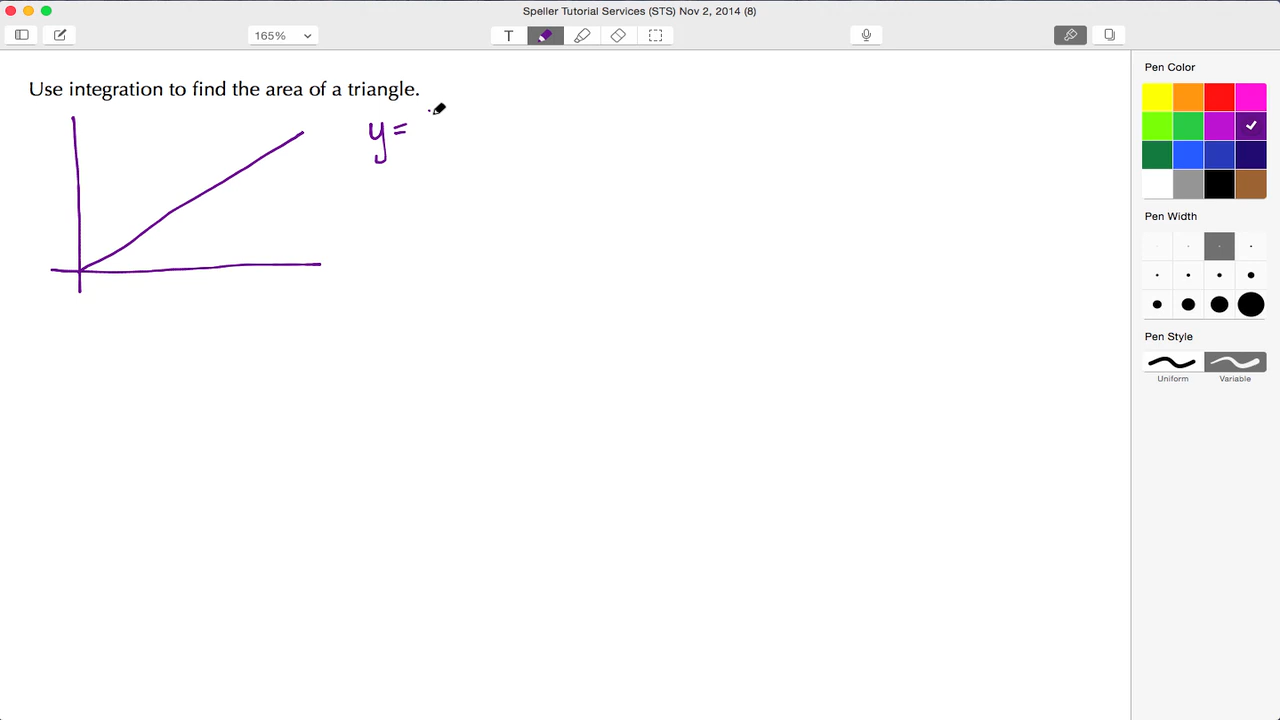 Speller Tutorial Services (STS) Nov 2, 2014 (8)
165%
T
Use integration to find the area of a triangle.
y =
Pen Color
Pen Width
Pen Style
Uniform Variable